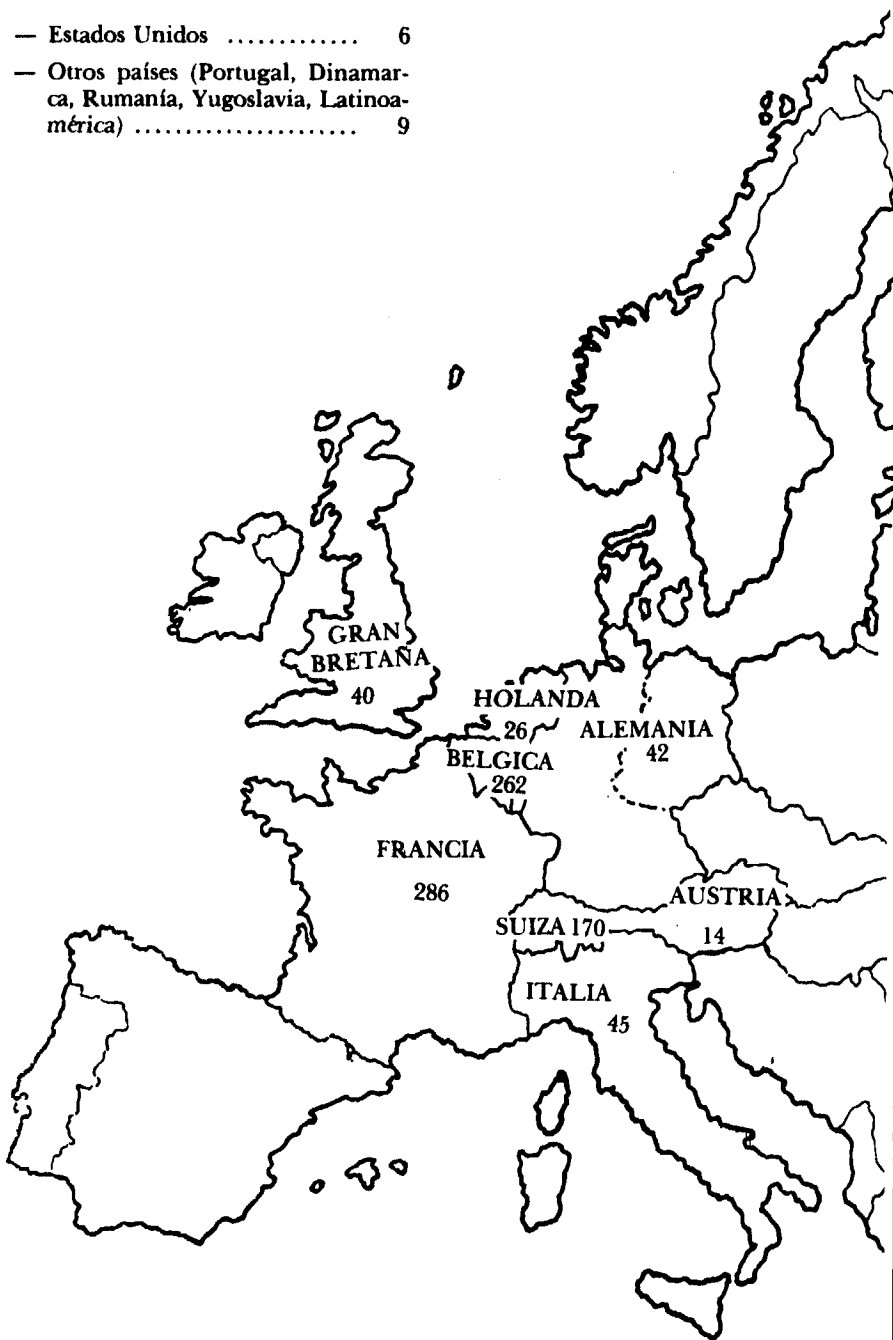 — Estados Unidos ............. 6
— Otros países (Portugal, Dinamar-
ca, Rumanía, Yugoslavia, Latinoa-
mérica) ....................... 9
GRAN
BRETAÑA
40
HOLANDA
26
BELGICA
262
ALEMANIA
42
FRANCIA
286
SUIZA 170
AUSTRIA
14
ITALIA
45